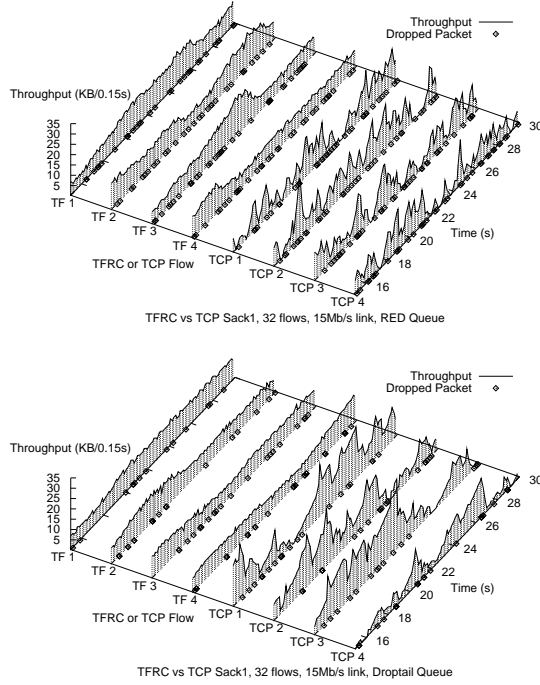 Throughput
Dropped Packet
Throughput (KB/0.15s)
35
30
25
20
15
10
5
TF 1
TF 2
TF 3
TF 4
TCP 1
TCP 2
TCP 3
TCP 4
TFRC or TCP Flow
16
18
20
22
24
26
28
30
Time (s)
TFRC vs TCP Sack1, 32 flows, 15Mb/s link, RED Queue
Throughput
Dropped Packet
Throughput (KB/0.15s)
35
30
25
20
15
10
5
TF 1
TF 2
TF 3
TF 4
TCP 1
TCP 2
TCP 3
TCP 4
TFRC or TCP Flow
16
18
20
22
24
26
28
30
Time (s)
TFRC vs TCP Sack1, 32 flows, 15Mb/s link, Droptail Queue